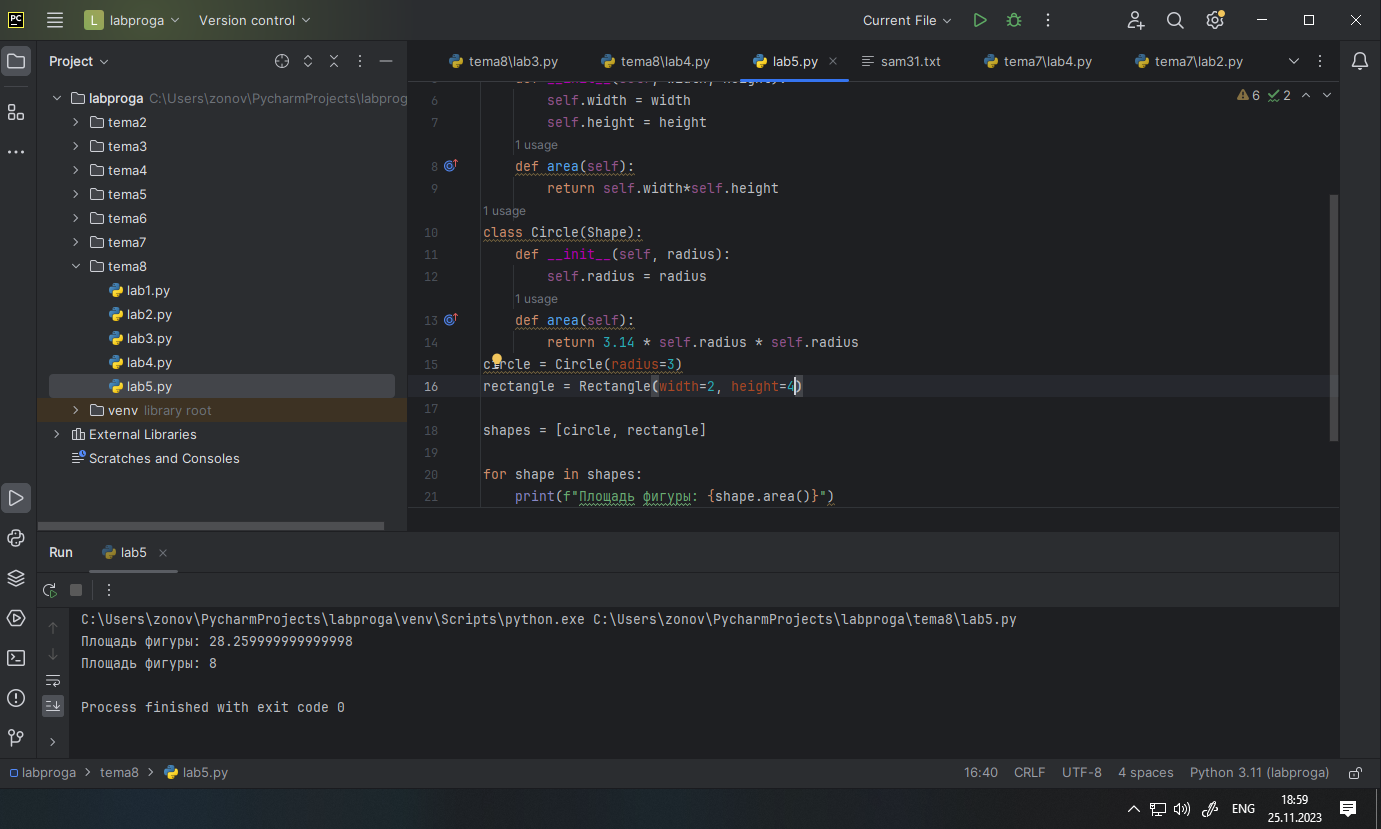 PC
L labproga
Version control
Current File
Project
tema8\lab3.py
tema8\lab4.py
lab5.py
sam31.txt
tema7\lab4.py
tema7\lab2.py
labproga C:\Users\zonov\PycharmProjects\labprog
tema2
tema3
tema4
tema5
tema6
tema7
tema8
lab1.py
lab2.py
lab3.py
lab4.py
lab5.py
venv library root
External Libraries
Scratches and Consoles
6 2
6 self.width = width
7 self.height = height
1 usage
8 def area(self):
9 return self.width*self.height
1 usage
10 class Circle(Shape):
11 def __init__(self, radius):
12 self.radius = radius
1 usage
13 def area(self):
14 return 3.14 * self.radius * self.radius
15 circle = Circle(radius=3)
16 rectangle = Rectangle(width=2, height=4)
17
18 shapes = [circle, rectangle]
19
20 for shape in shapes:
21 print(f"Площадь фигуры: {shape.area()}")
Run
lab5
C:\Users\zonov\PycharmProjects\labproga\venv\Scripts\python.exe C:\Users\zonov\PycharmProjects\labproga\tema8\lab5.py
Площадь фигуры: 28.259999999999998
Площадь фигуры: 8
Process finished with exit code 0
labproga > tema8 > lab5.py
16:40 CRLF UTF-8 4 spaces Python 3.11 (labproga)
ENG
18:59
25.11.2023